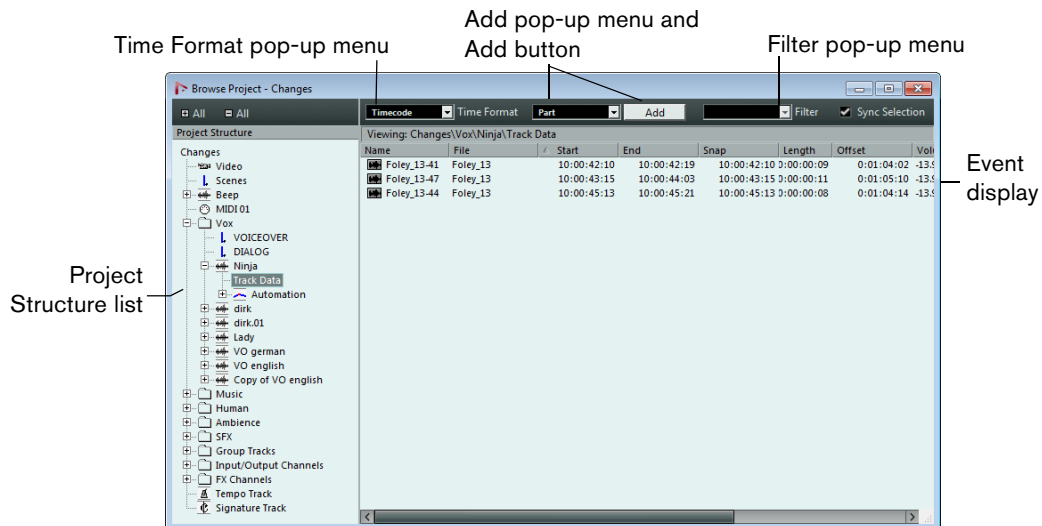 Add pop-up menu and
Add button
Time Format pop-up menu
Filter pop-up menu
Browse Project - Changes
All All
Timecode Time Format Part Add Filter Sync Selection
Project Structure
Viewing: Changes\Vox\Ninja\Track Data
Name File Start End Snap Length Offset
Foley_13-41 Foley_13 10:00:42:10 10:00:42:19 10:00:42:10 0:00:00:09 0:01:04:02 -13.9
Foley_13-47 Foley_13 10:00:43:15 10:00:44:03 10:00:43:15 0:00:00:11 0:01:05:10 -13.9
Foley_13-44 Foley_13 10:00:45:13 10:00:45:21 10:00:45:13 0:00:00:08 0:01:04:14 -13.9
Changes
Video
Scenes
Beep
MIDI 01
Vox
VOICEOVER
DIALOG
Ninja
Track Data
Automation
dirk
dirk.01
Lady
VO german
VO english
Copy of VO english
Music
Human
Ambience
SFX
Group Tracks
Input/Output Channels
FX Channels
Tempo Track
Signature Track
Project
Structure list
Event
display